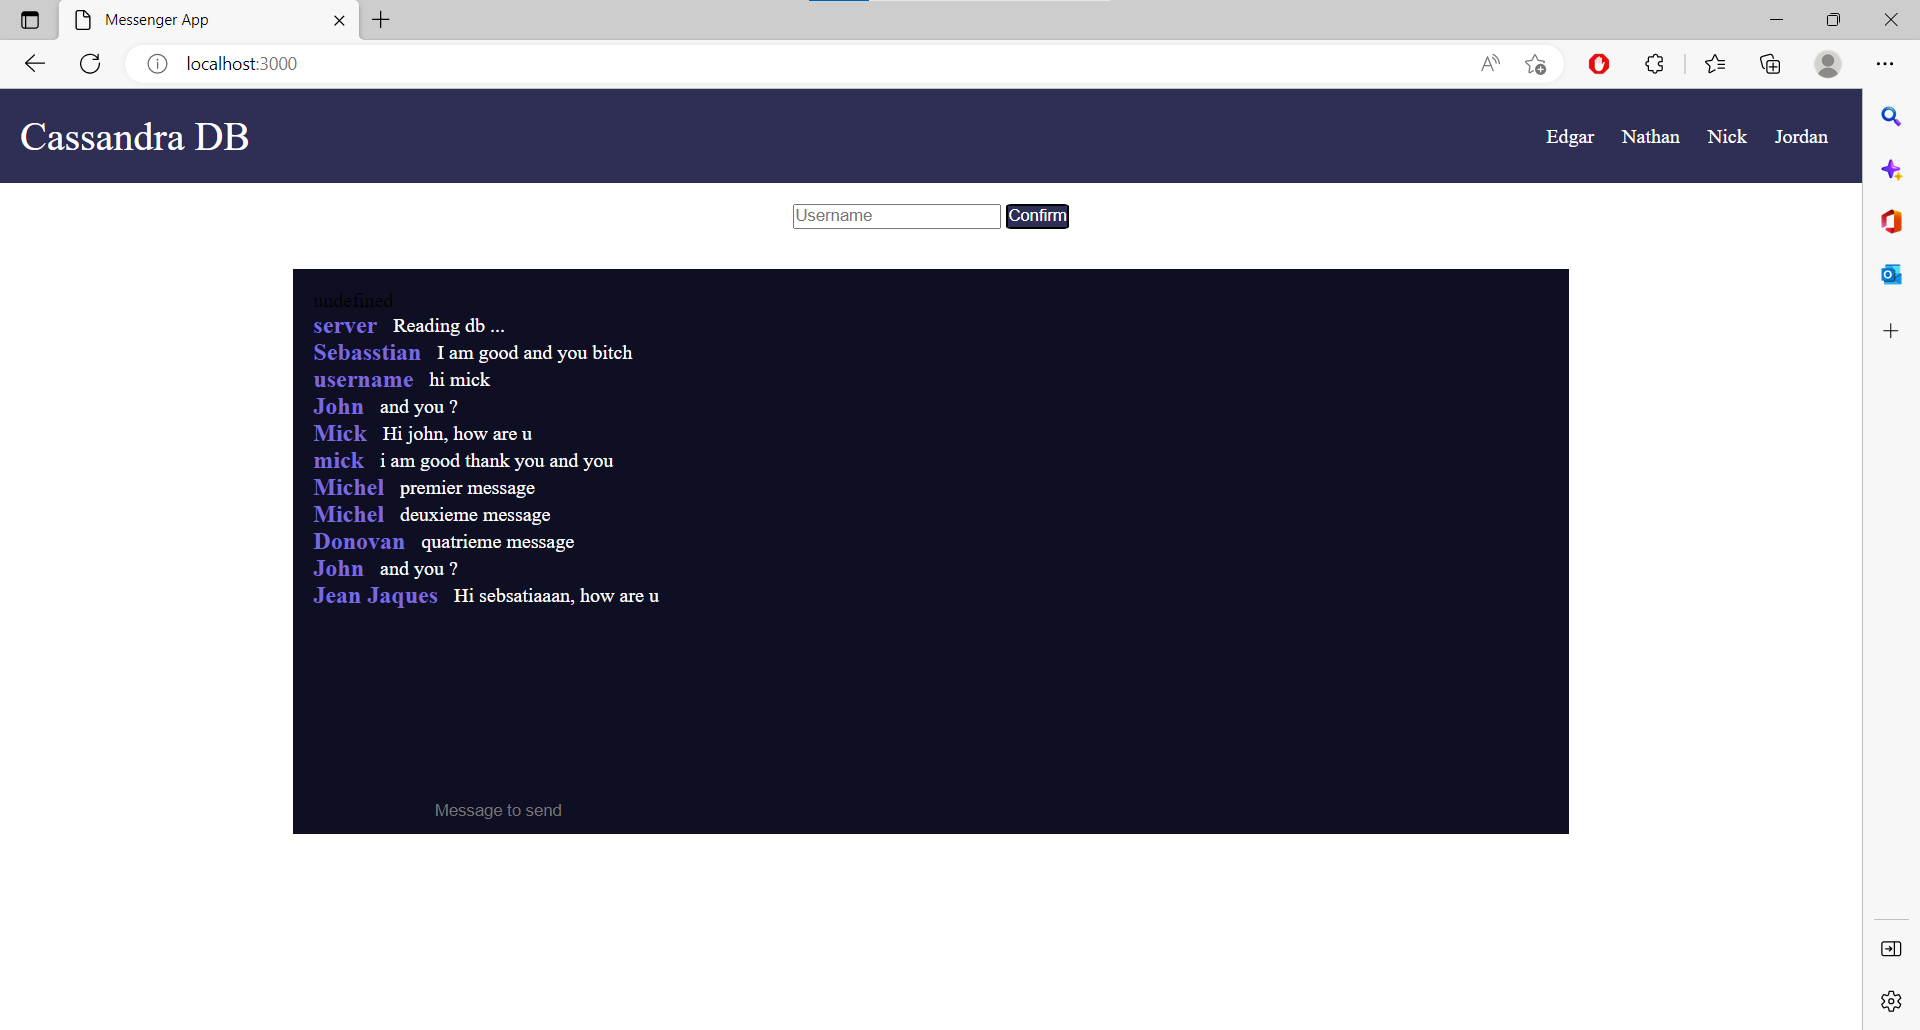 Messenger App
localhost:3000
Cassandra DB
Edgar Nathan Nick Jordan
Username Confirm
undefined
server Reading db ...
Sebasstian I am good and you bitch
username hi mick
John and you ?
Mick Hi john, how are u
mick i am good thank you and you
Michel premier message
Michel deuxieme message
Donovan quatrieme message
John and you ?
Jean Jaques Hi sebsatiaaan, how are u
Message to send